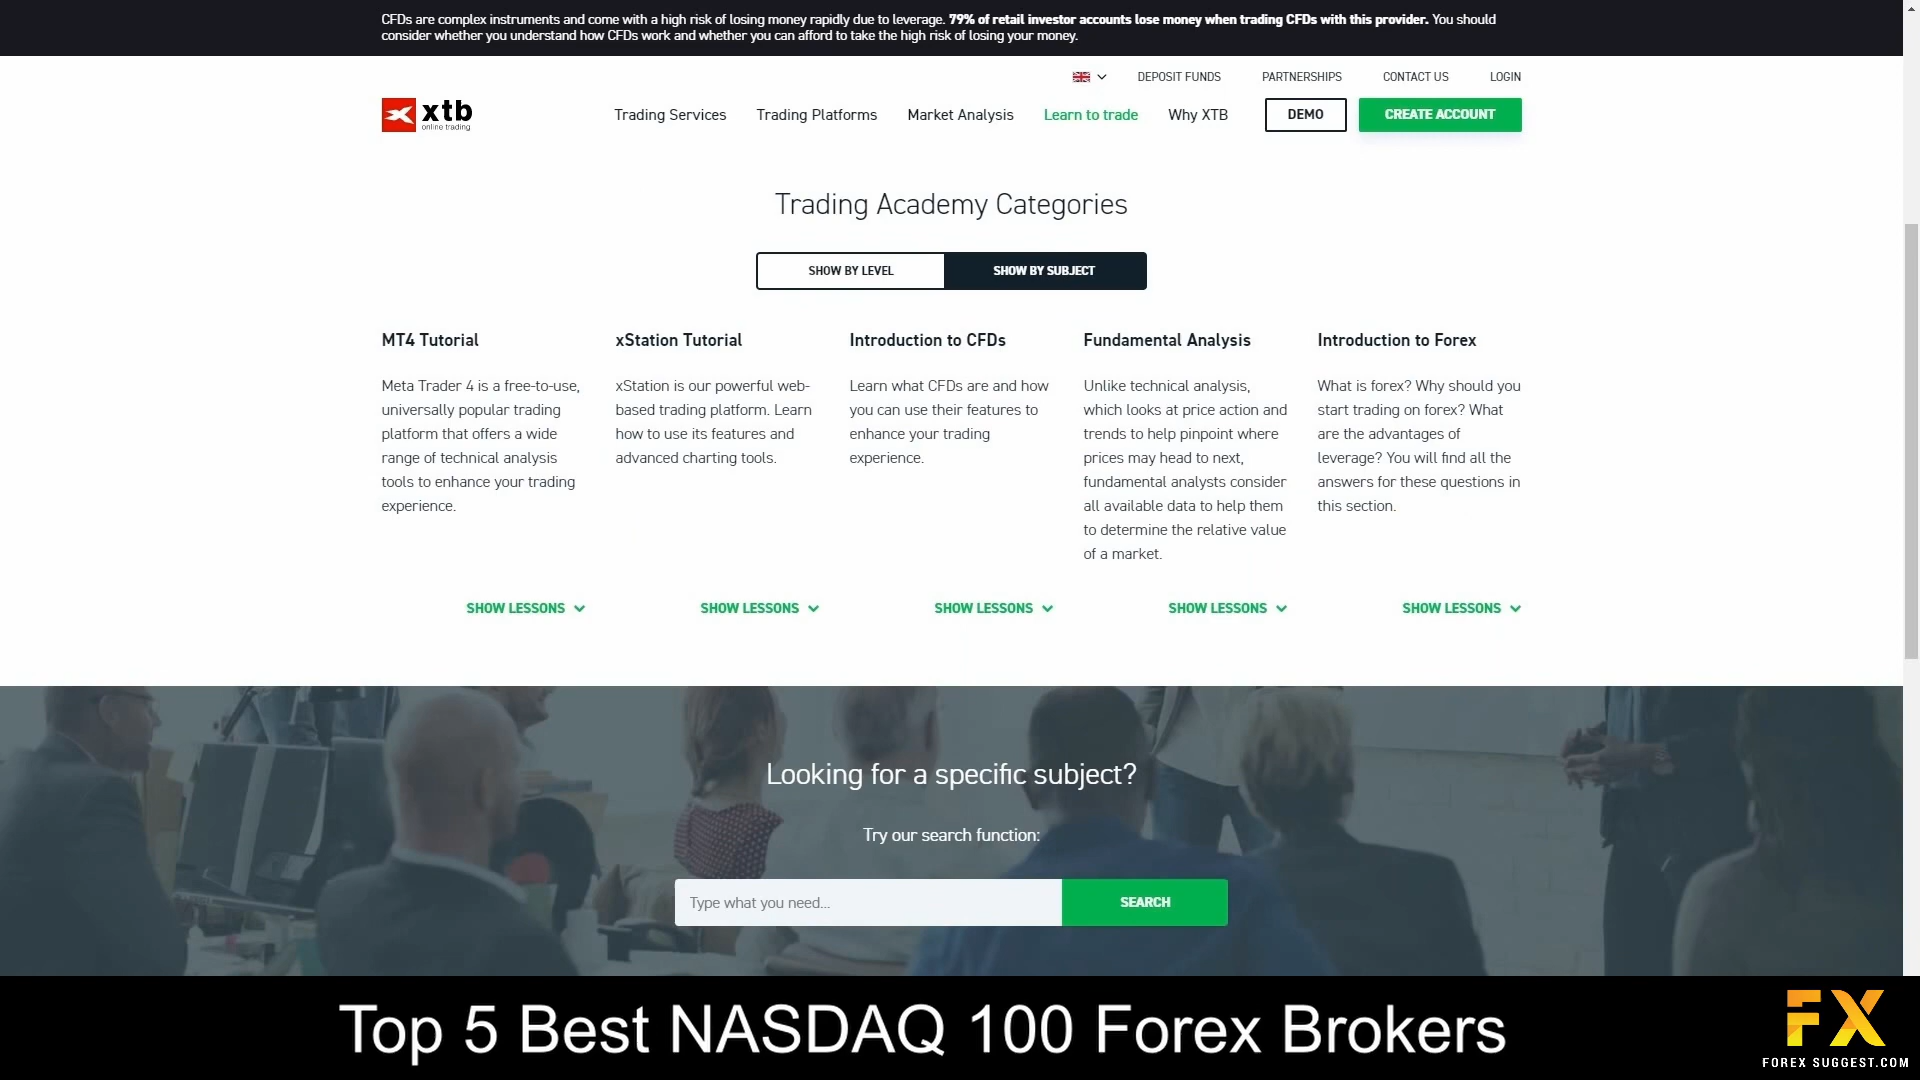 CFDs are complex instruments and come with a high risk of losing money rapidly due to leverage. 79% of retail investor accounts lose money when trading CFDs with this provider. You should
consider whether you understand how CFDs work and whether you can afford to take the high risk of losing your money.
DEPOSIT FUNDS PARTNERSHIPS CONTACT US LOGIN
xtb
online trading
Trading Services Trading Platforms Market Analysis Learn to trade Why XTB DEMO CREATE ACCOUNT
Trading Academy Categories
SHOW BY LEVEL SHOW BY SUBJECT
MT4 Tutorial
Meta Trader 4 is a free-to-use,
universally popular trading
platform that offers a wide
range of technical analysis
tools to enhance your trading
experience.
SHOW LESSONS
xStation Tutorial
xStation is our powerful web-
based trading platform. Learn
how to use its features and
advanced charting tools.
SHOW LESSONS
Introduction to CFDs
Learn what CFDs are and how
you can use their features to
enhance your trading
experience.
SHOW LESSONS
Fundamental Analysis
Unlike technical analysis,
which looks at price action and
trends to help pinpoint where
prices may head to next,
fundamental analysts consider
all available data to help them
to determine the relative value
of a market.
SHOW LESSONS
Introduction to Forex
What is forex? Why should you
start trading on forex? What
are the advantages of
leverage? You will find all the
answers for these questions in
this section.
SHOW LESSONS
Looking for a specific subject?
Try our search function:
Type what you need... SEARCH
Top 5 Best NASDAQ 100 Forex Brokers
FX
FOREX SUGGEST.COM